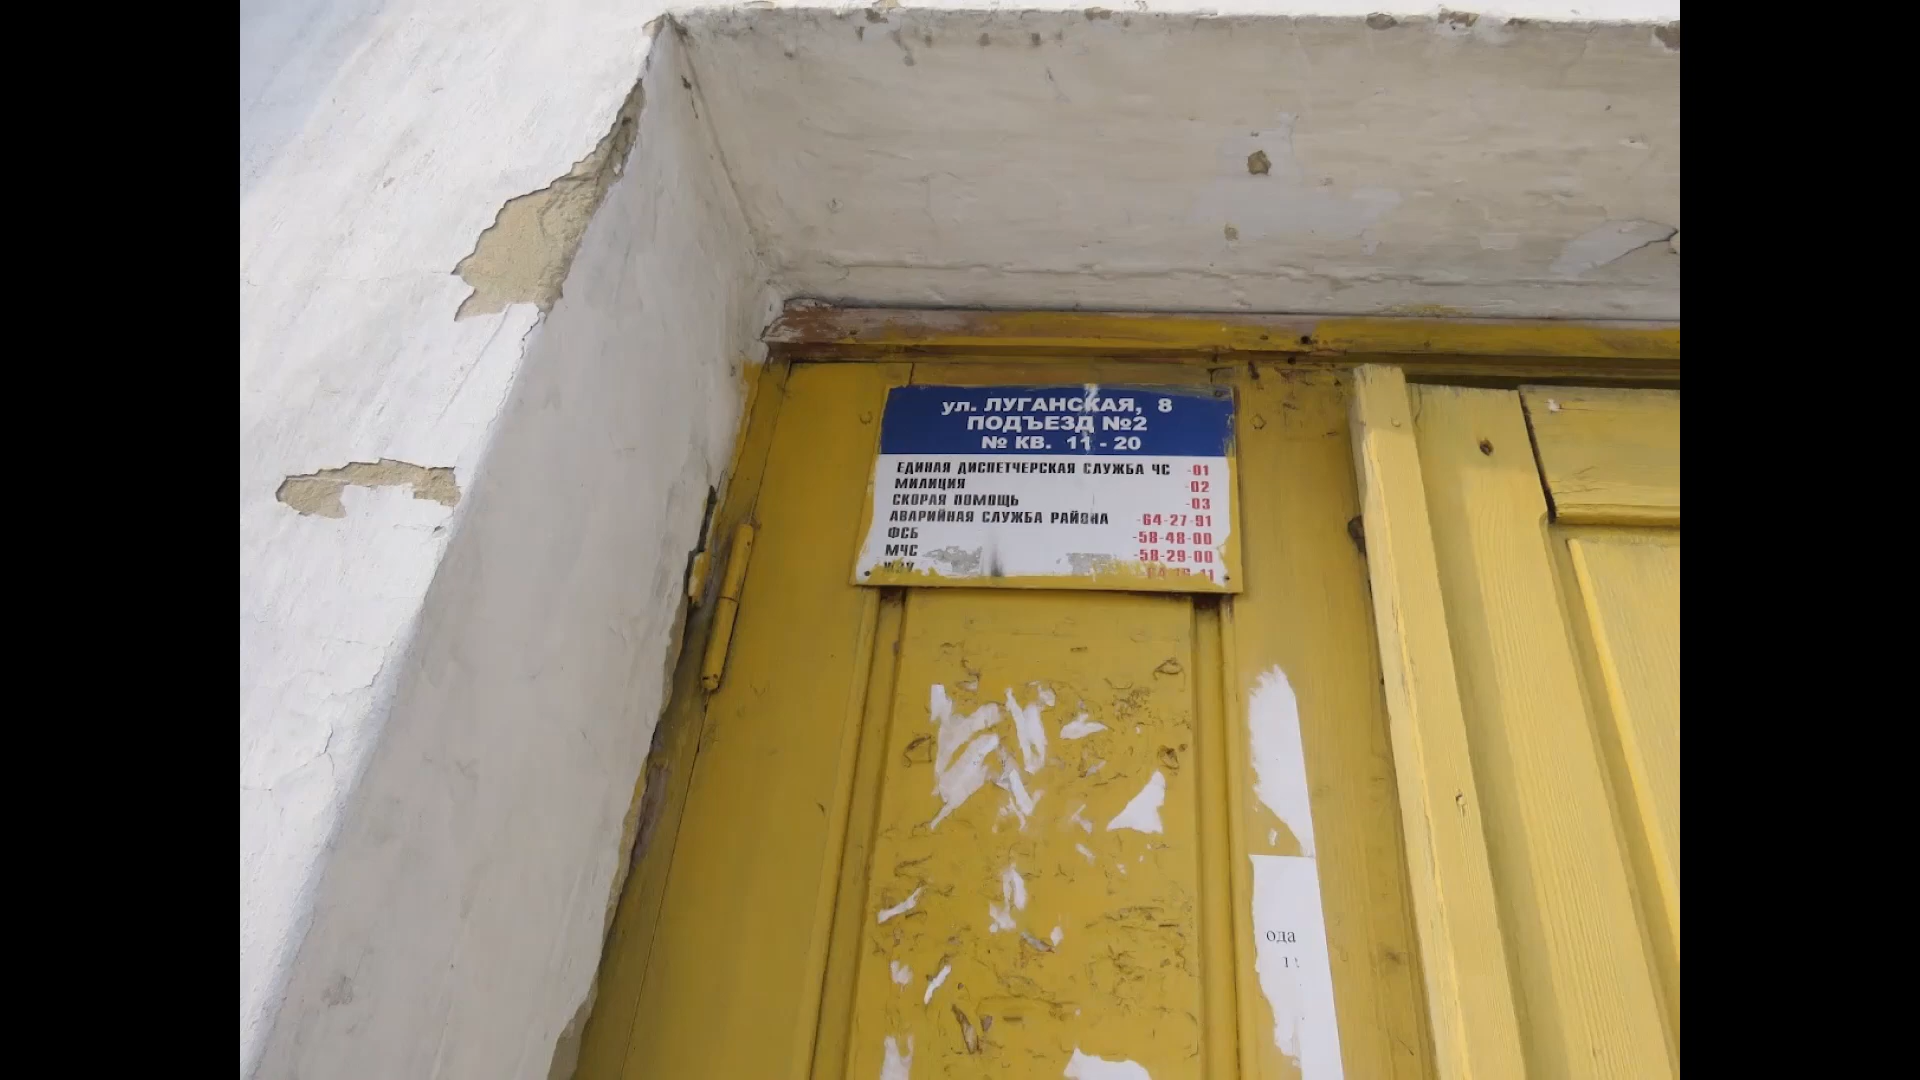 ул. ЛУГАНСКАЯ, 8
ПОДЪЕЗД №2
№ КВ. 11 - 20
ЕДИНАЯ ДИСПЕТЧЕРСКАЯ СЛУЖБА ЧС -01
МИЛИЦИЯ -02
СКОРАЯ ПОМОЩЬ -03
АВАРИЙНАЯ СЛУЖБА РАЙОНА -64-27-91
ФСБ -58-48-00
МЧС -58-29-00
ода